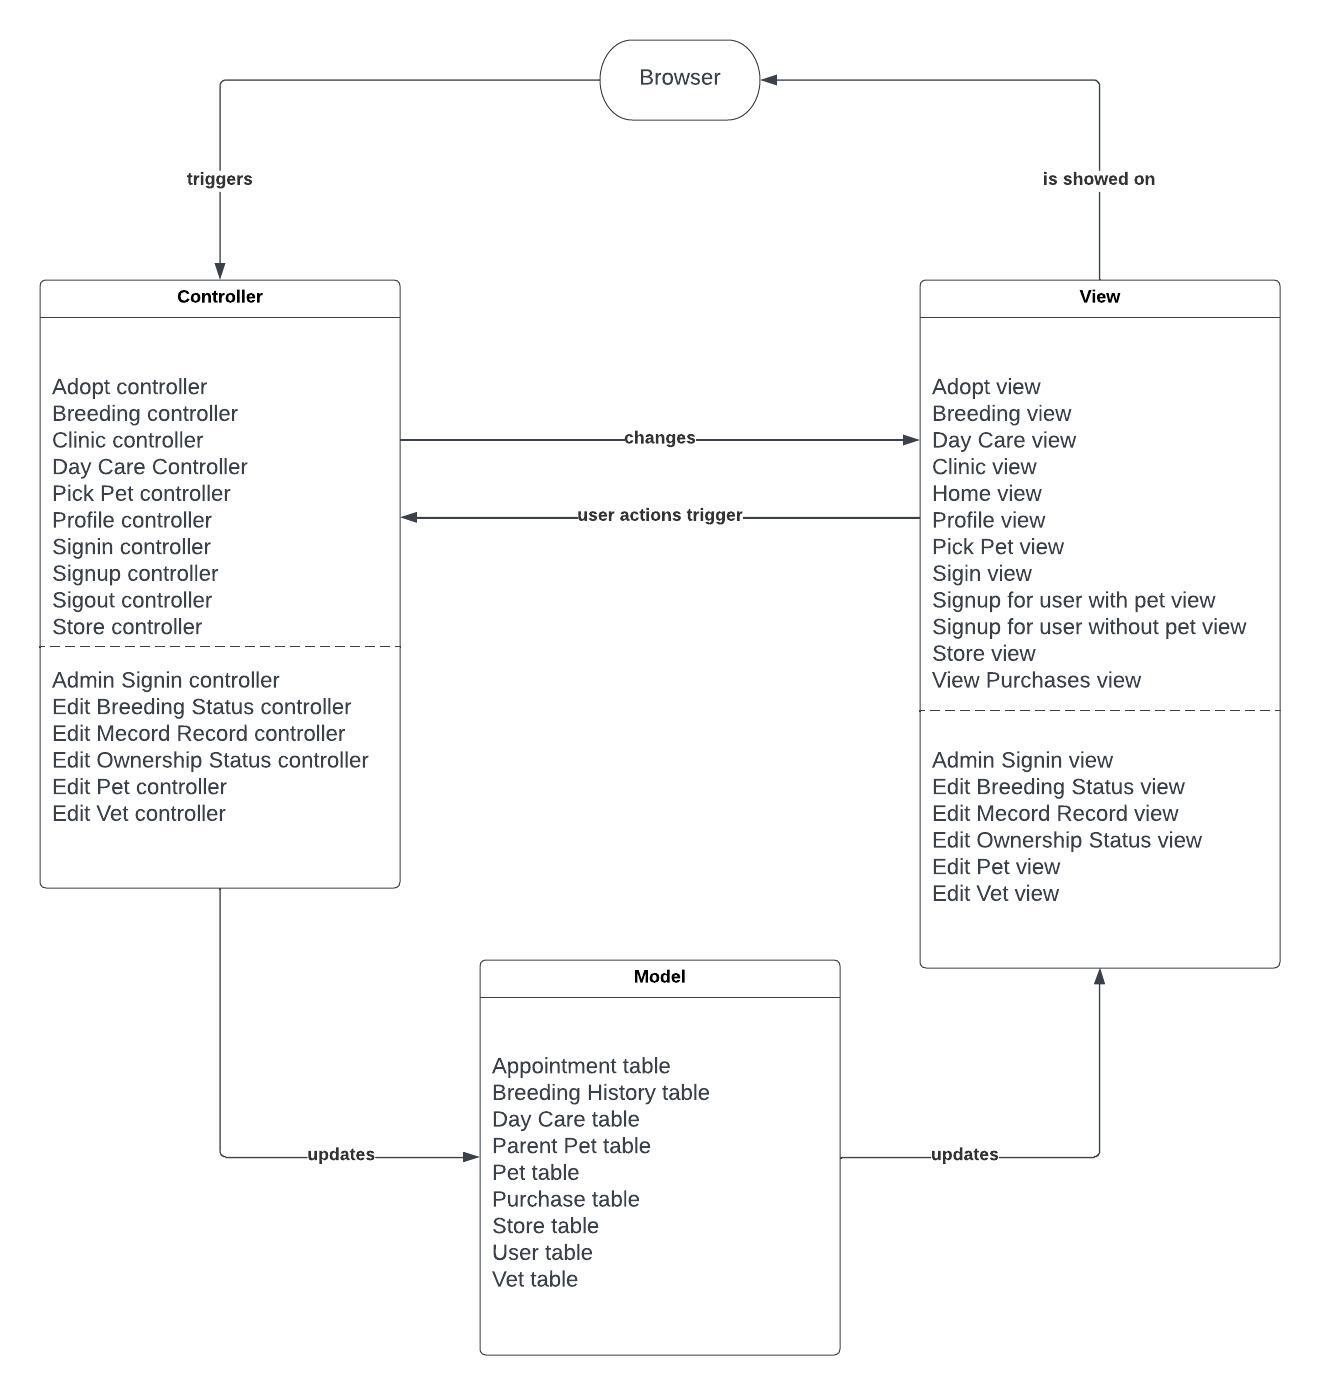 Browser
triggers
is showed on
Controller
Adopt controller
Breeding controller
Clinic controller
Day Care Controller
Pick Pet controller
Profile controller
Signin controller
Signup controller
Sigout controller
Store controller
Admin Signin controller
Edit Breeding Status controller
Edit Mecord Record controller
Edit Ownership Status controller
Edit Pet controller
Edit Vet controller
changes
user actions trigger
View
Adopt view
Breeding view
Day Care view
Clinic view
Home view
Profile view
Pick Pet view
Sigin view
Signup for user with pet view
Signup for user without pet view
Store view
View Purchases view
Admin Signin view
Edit Breeding Status view
Edit Mecord Record view
Edit Ownership Status view
Edit Pet view
Edit Vet view
Model
Appointment table
Breeding History table
Day Care table
Parent Pet table
Pet table
Purchase table
Store table
User table
Vet table
updates
updates